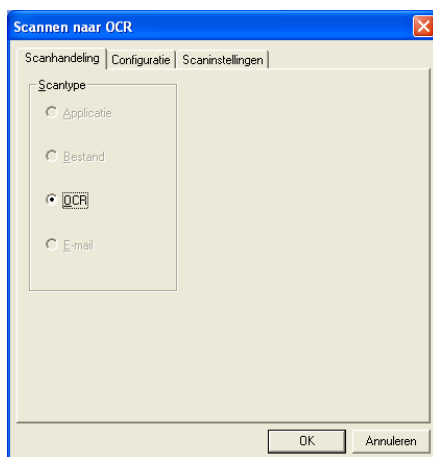 Scannen naar OCR
Scanhandeling Configuratie Scaninstellingen
Scantype
Applicatie
Bestand
OCR
E-mail
OK Annuleren